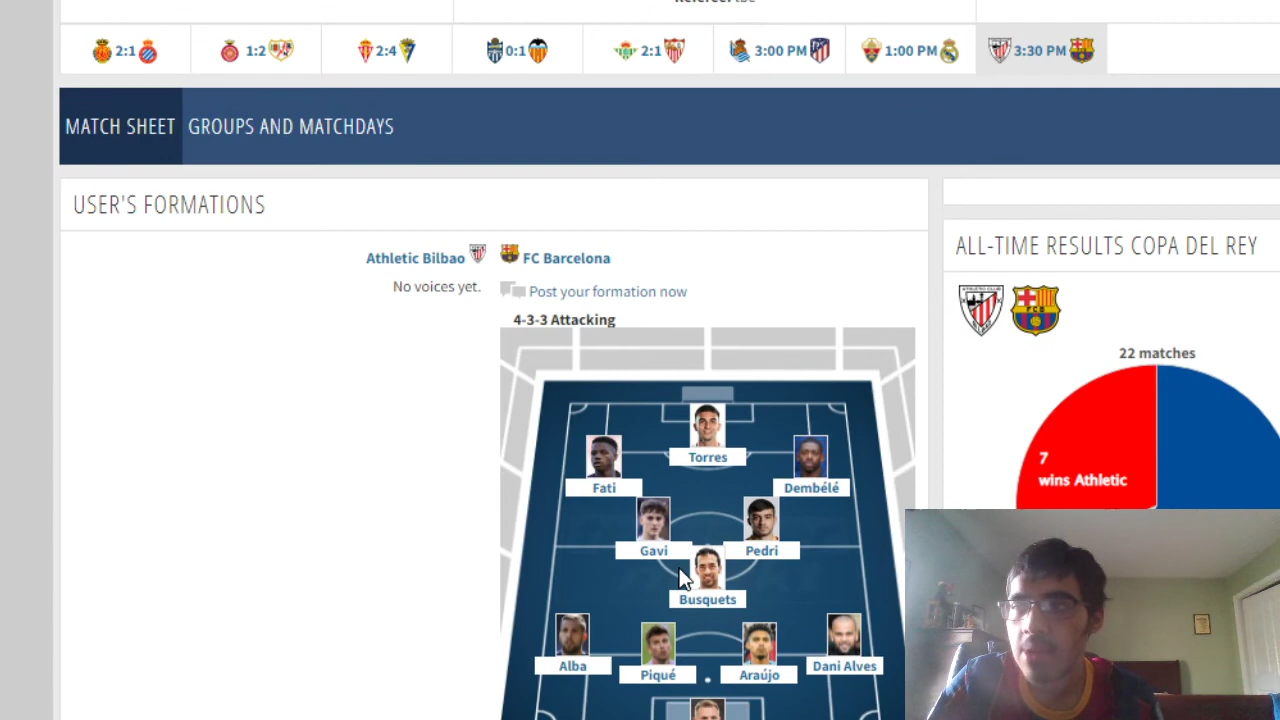 2:1 1:2 2:4 0:1 2:1 3:00 PM 1:00 PM 3:30 PM
MATCH SHEET GROUPS AND MATCHDAYS
USER'S FORMATIONS
Athletic Bilbao FC Barcelona
No voices yet.
Post your formation now
4-3-3 Attacking
Torres
Fati Dembélé
Gavi Pedri
Busquets
Alba Piqué Araújo Dani Alves
ALL-TIME RESULTS COPA DEL REY
22 matches
7
wins Athletic